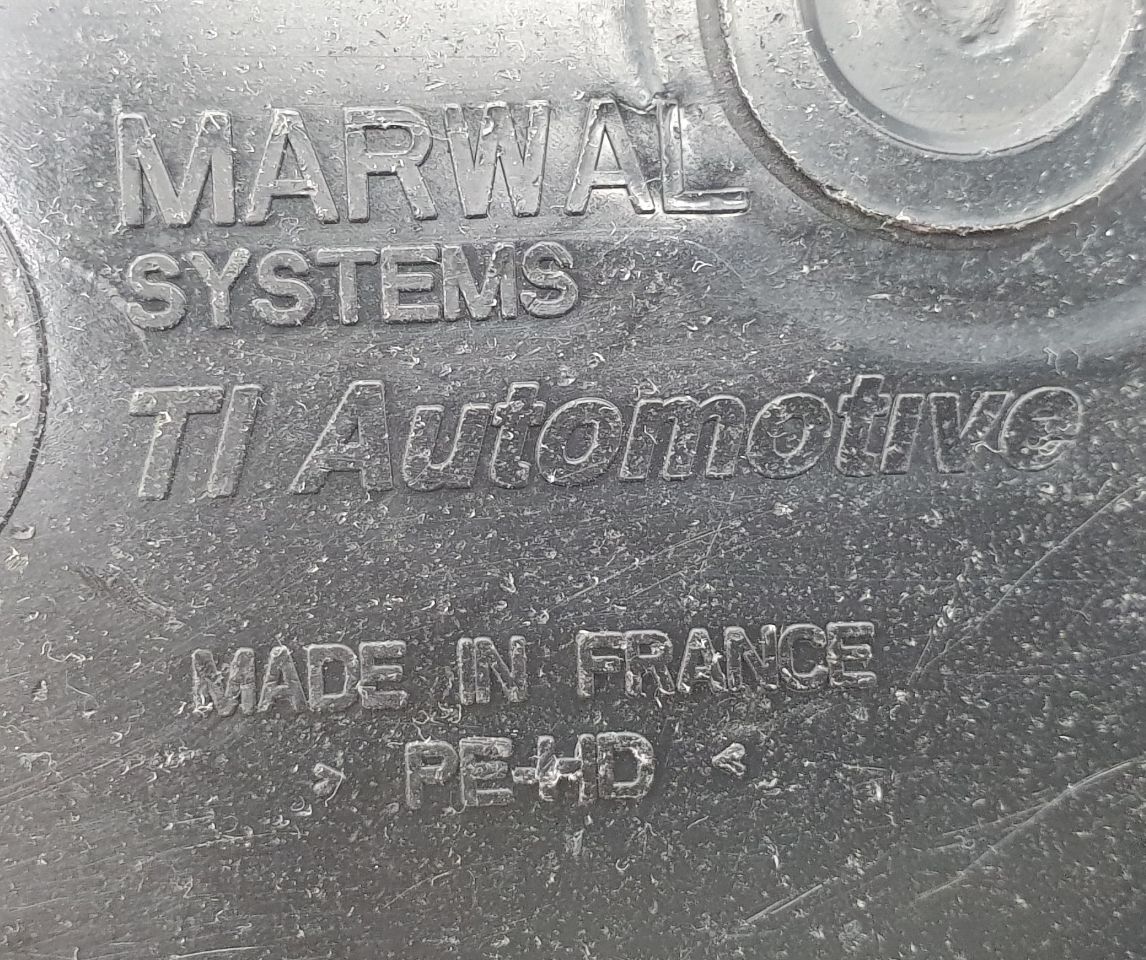 MARWAL
SYSTEMS
TI Automotive
MADE IN FRANCE
> PE-HD <